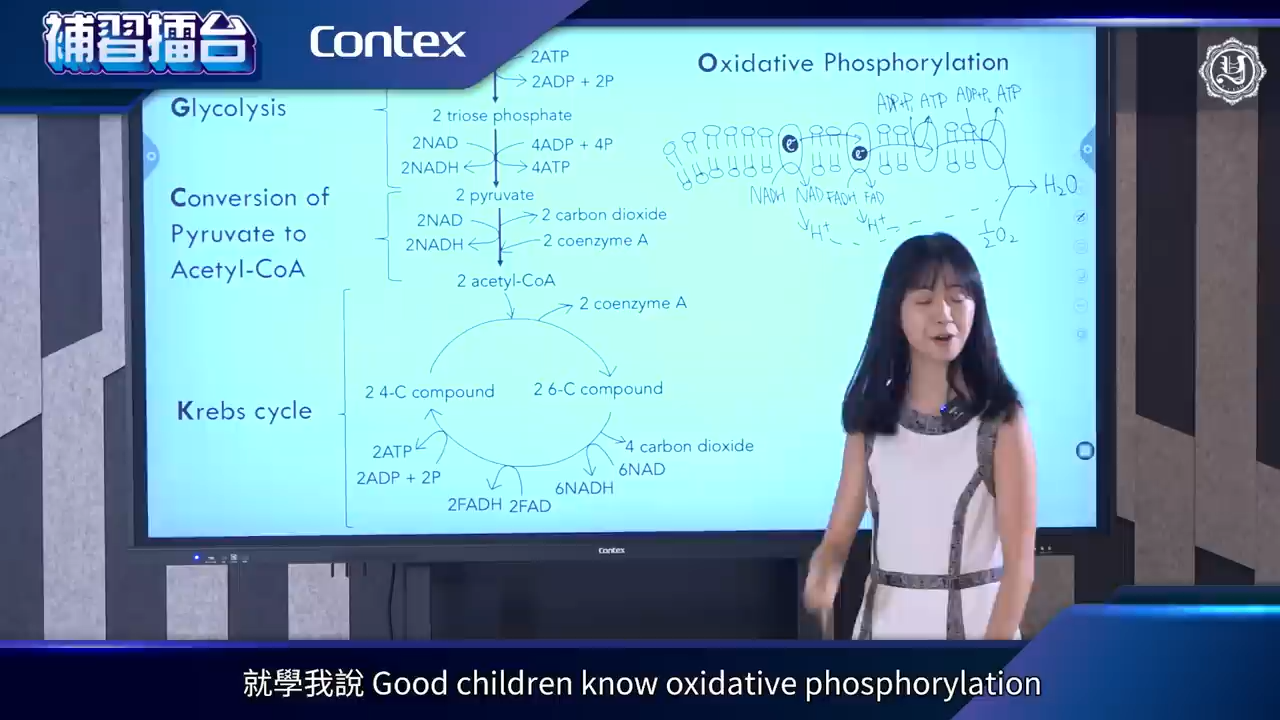 補習擂台
Contex
Y
Oxidative Phosphorylation
2ATP
2ADP + 2P
Glycolysis
2 triose phosphate
2NAD
4ADP + 4P
2NADH
4ATP
2 pyruvate
Conversion of
Pyruvate to
Acetyl-CoA
2NAD
2 carbon dioxide
2NADH
2 coenzyme A
2 acetyl-CoA
2 coenzyme A
Krebs cycle
2 4-C compound
2 6-C compound
2ATP
2ADP + 2P
4 carbon dioxide
6NAD
6NADH
2FADH
2FAD
ADP+Pi ATP ADP+Pi ATP
e⁻
e⁻
NADH NAD FADH FAD
H⁺
H⁺
½O₂
H₂O
Contex
就學我說 Good children know oxidative phosphorylation